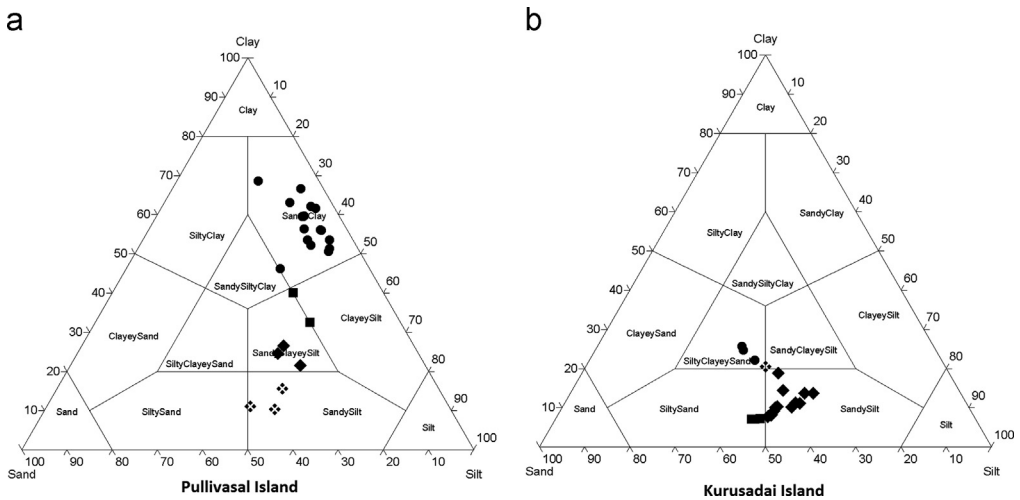 a
Clay
100
10
90
Clay
20
80
30
70
40
60
SandyClay
SiltyClay
50
50
60
SandySiltyClay
40
ClayeySilt
70
30
ClayeySand
SandyClayeySilt
80
SiltyClayeySand
20
90
10
Sand
SiltySand
SandySilt
Silt
100
100 90 80 70 60 50 40 30 20 10
Sand
Silt
Pullivasal Island
b
Clay
100
10
90
Clay
20
80
30
70
40
60
SandyClay
SiltyClay
50
50
60
SandySiltyClay
40
ClayeySilt
70
30
ClayeySand
SandyClayeySilt
SiltyClayeySand
80
20
90
10
Sand
SiltySand
SandySilt
Silt
100
100 90 80 70 60 50 40 30 20 10
Sand
Silt
Kurusadai Island